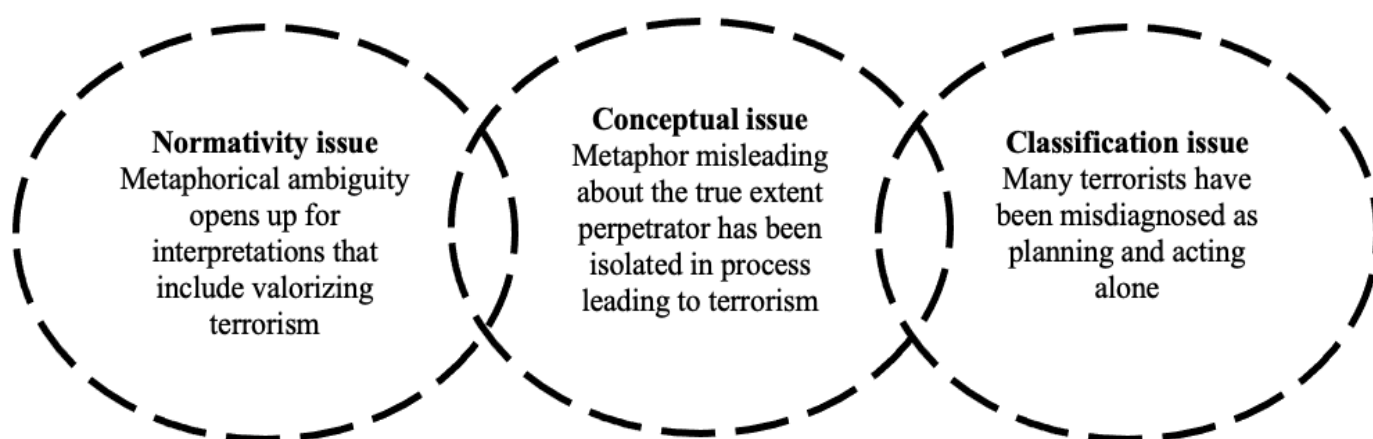 Normativity issue
Metaphorical ambiguity
opens up for
interpretations that
include valorizing
terrorism
Conceptual issue
Metaphor misleading
about the true extent
perpetrator has been
isolated in process
leading to terrorism
Classification issue
Many terrorists have
been misdiagnosed as
planning and acting
alone